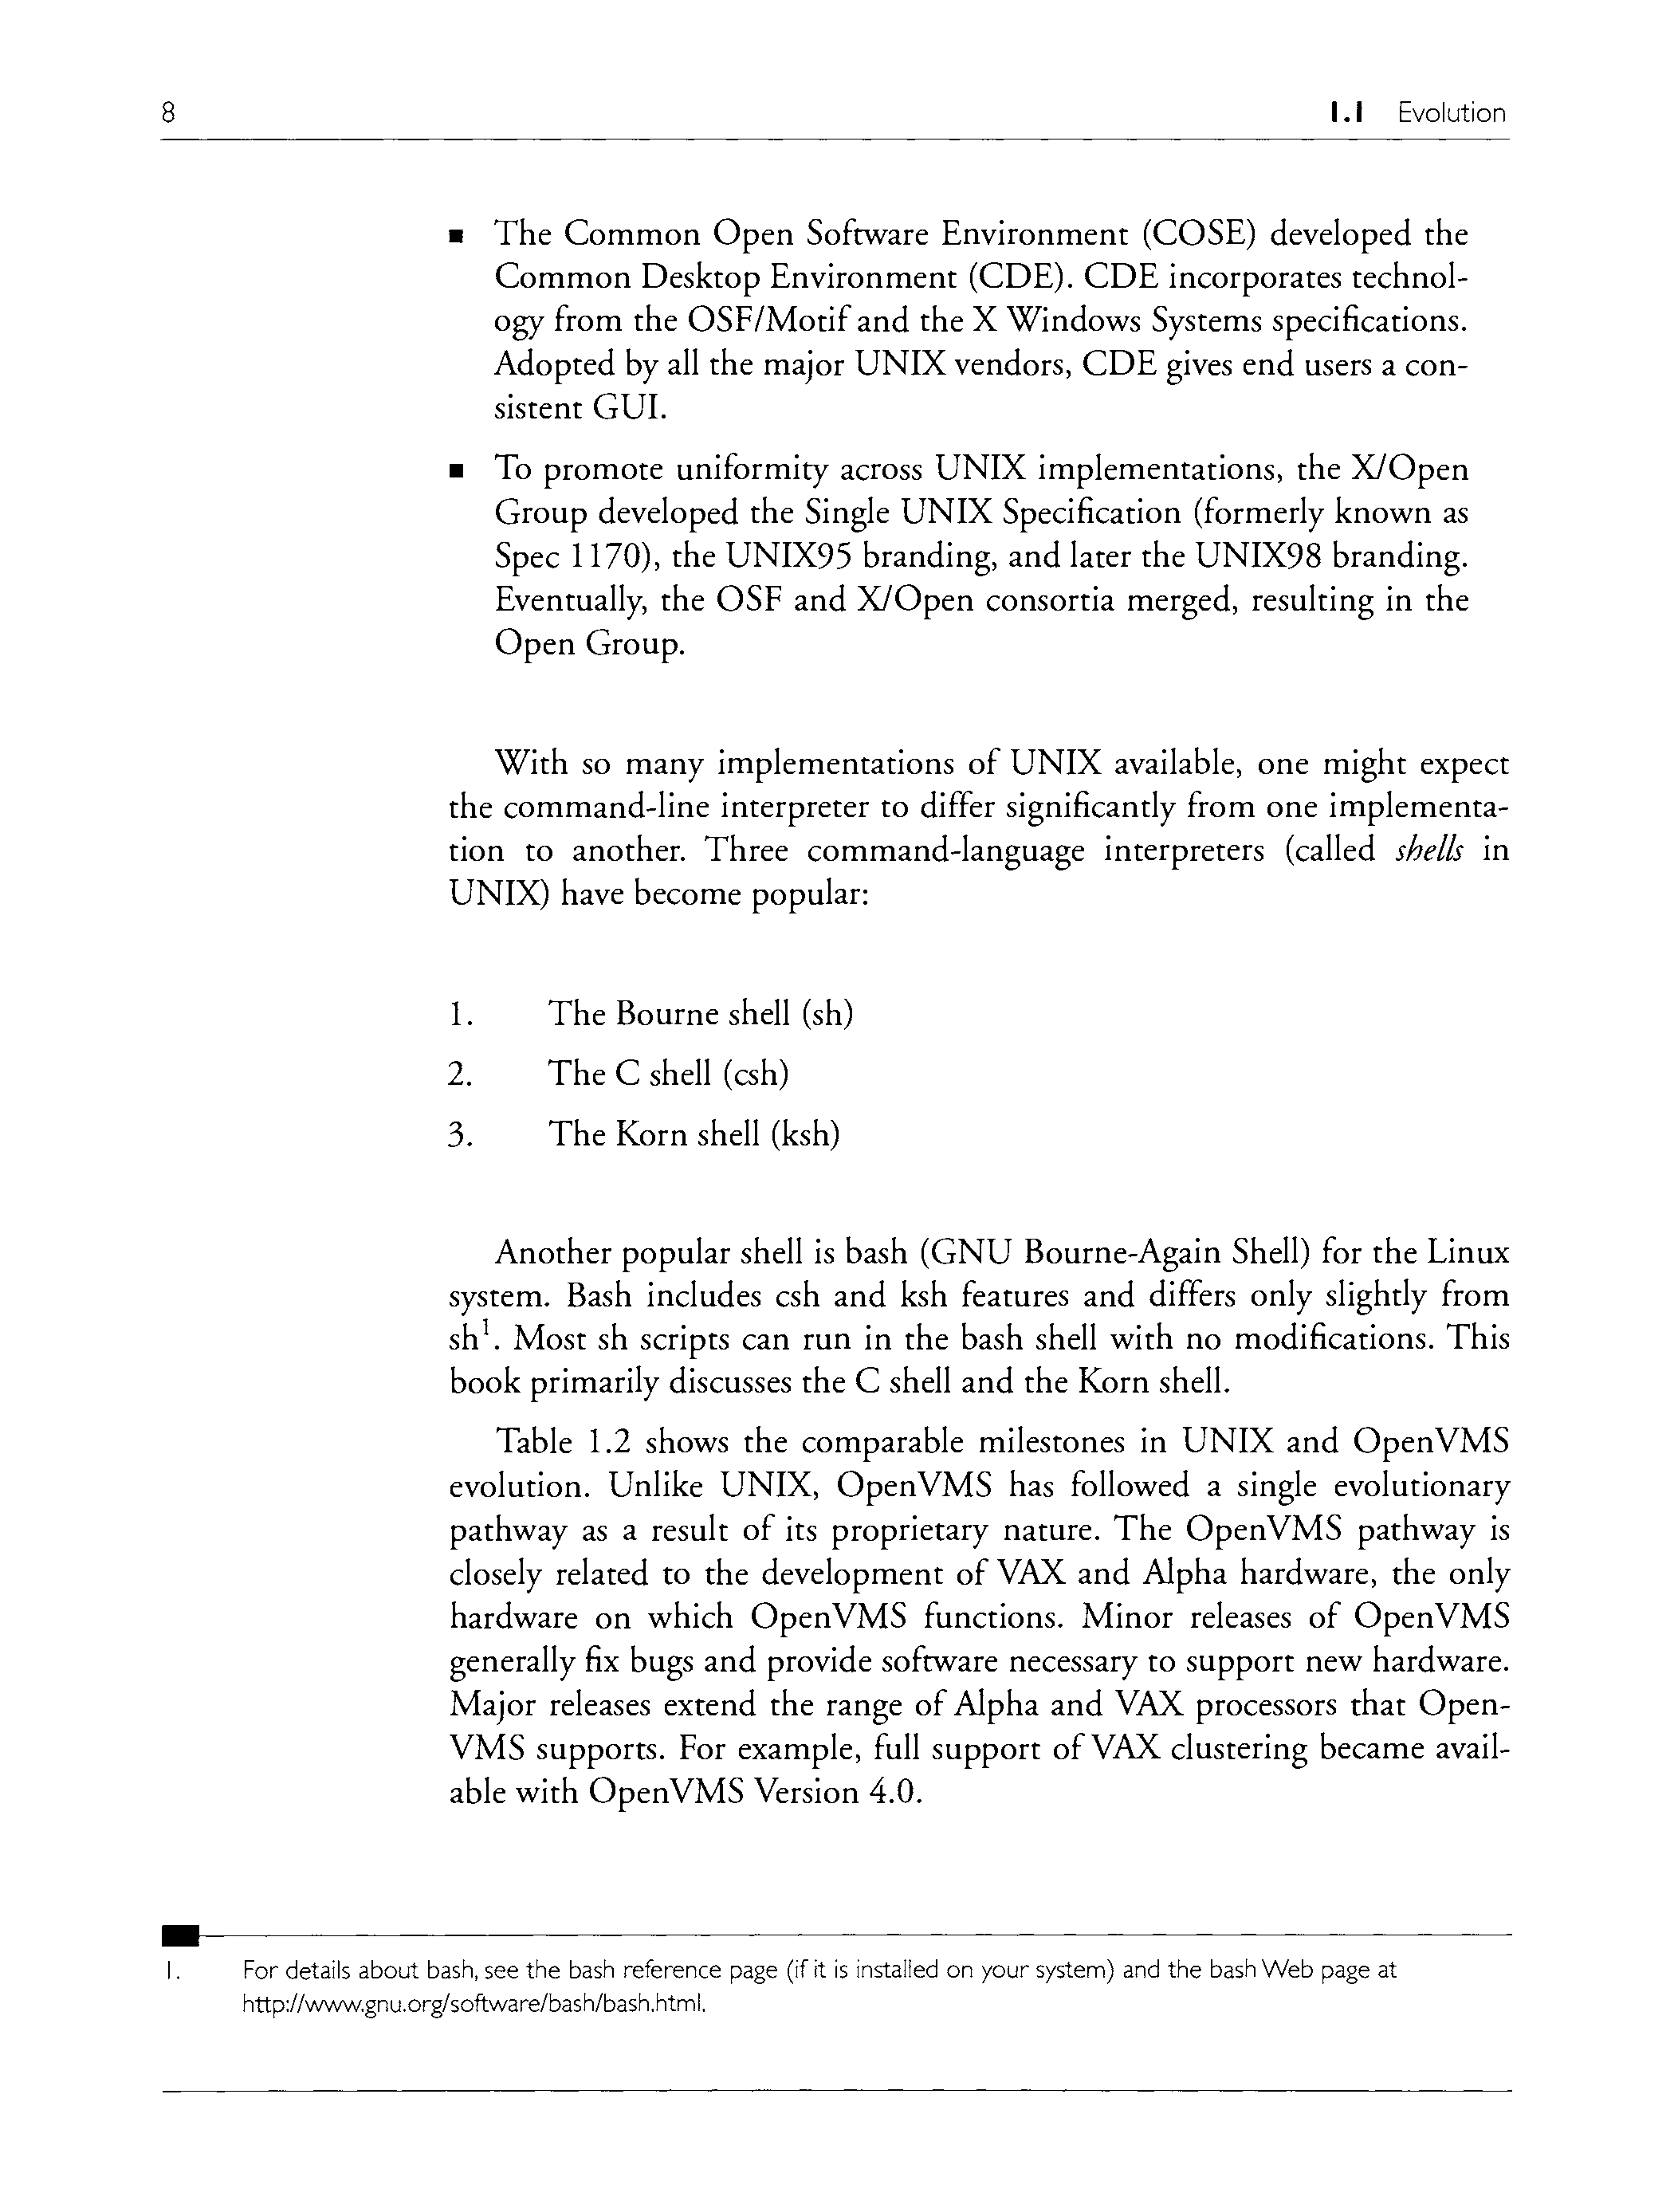 8
1.1 Evolution
■ The Common Open Software Environment (COSE) developed the
Common Desktop Environment (CDE). CDE incorporates technol-
ogy from the OSF/Motif and the X Windows Systems specifications.
Adopted by all the major UNIX vendors, CDE gives end users a con-
sistent GUI.
■ To promote uniformity across UNIX implementations, the X/Open
Group developed the Single UNIX Specification (formerly known as
Spec 1170), the UNIX95 branding, and later the UNIX98 branding.
Eventually, the OSF and X/Open consortia merged, resulting in the
Open Group.
With so many implementations of UNIX available, one might expect
the command-line interpreter to differ significantly from one implementa-
tion to another. Three command-language interpreters (called shells in
UNIX) have become popular:
1. The Bourne shell (sh)
2. The C shell (csh)
3. The Korn shell (ksh)
Another popular shell is bash (GNU Bourne-Again Shell) for the Linux
system. Bash includes csh and ksh features and differs only slightly from
sh¹. Most sh scripts can run in the bash shell with no modifications. This
book primarily discusses the C shell and the Korn shell.
Table 1.2 shows the comparable milestones in UNIX and OpenVMS
evolution. Unlike UNIX, OpenVMS has followed a single evolutionary
pathway as a result of its proprietary nature. The OpenVMS pathway is
closely related to the development of VAX and Alpha hardware, the only
hardware on which OpenVMS functions. Minor releases of OpenVMS
generally fix bugs and provide software necessary to support new hardware.
Major releases extend the range of Alpha and VAX processors that Open-
VMS supports. For example, full support of VAX clustering became avail-
able with OpenVMS Version 4.0.
1. For details about bash, see the bash reference page (if it is installed on your system) and the bash Web page at
http://www.gnu.org/software/bash/bash.html.